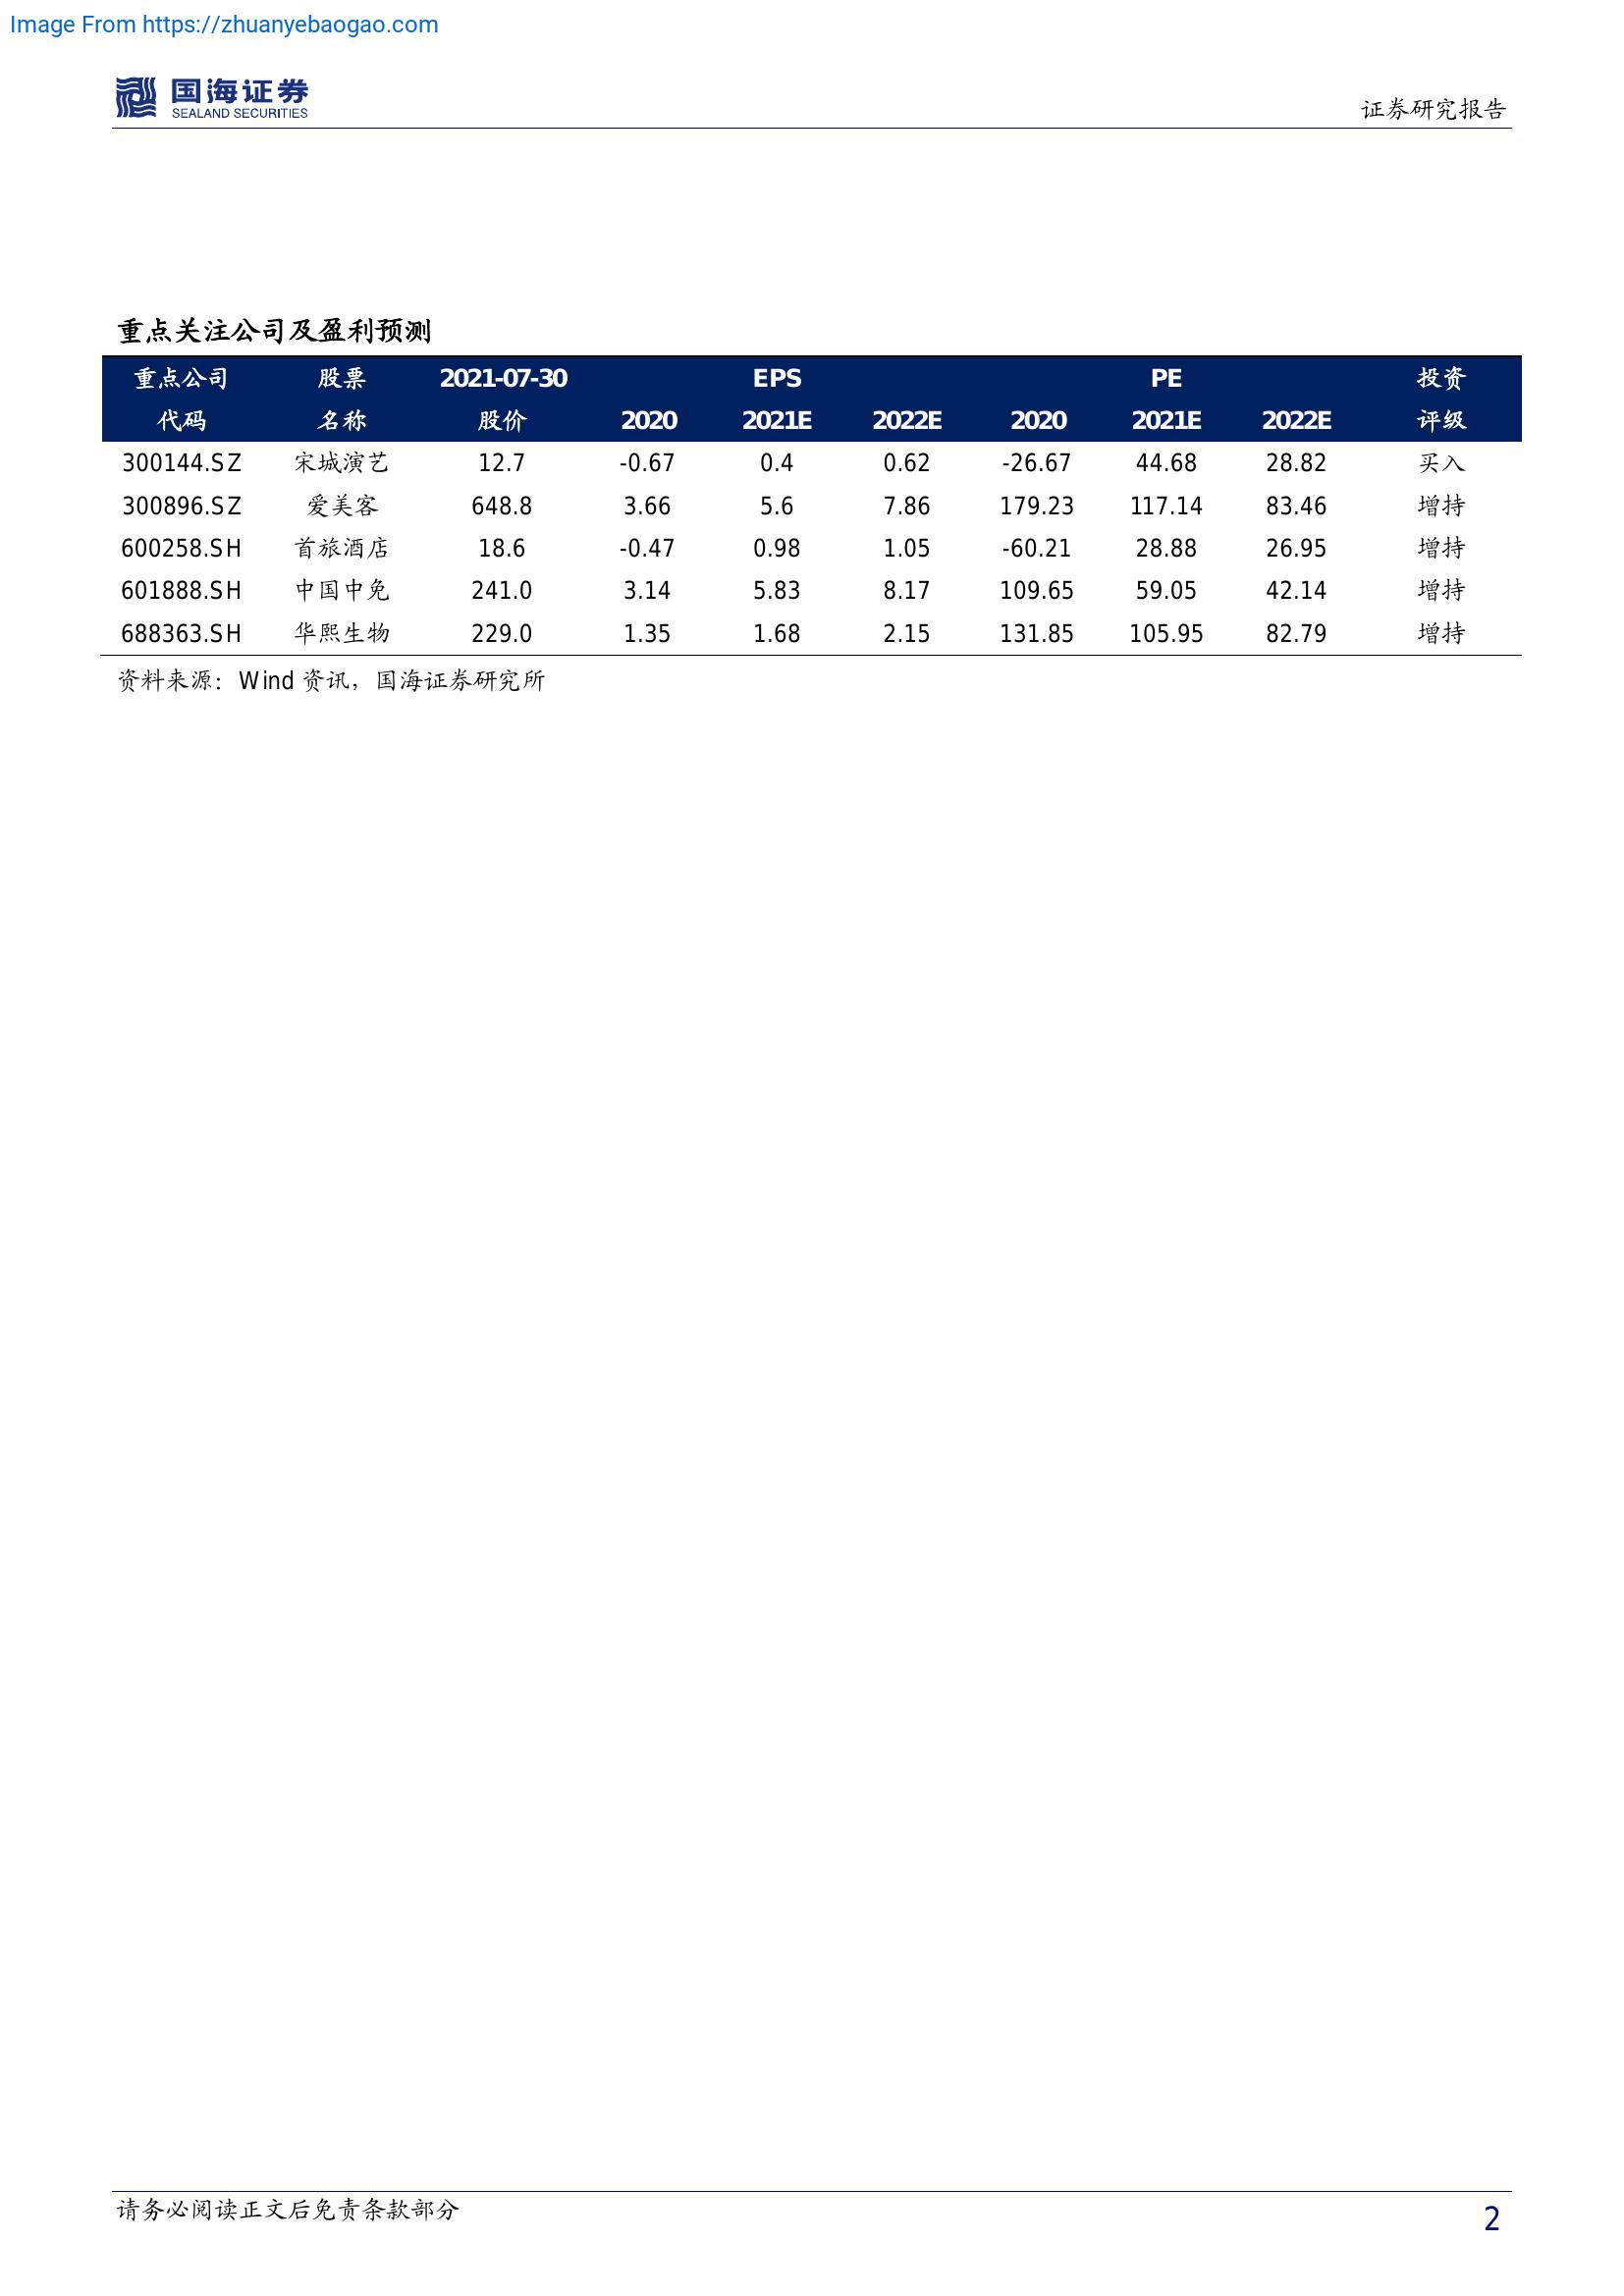 Image From https://zhuanyebaogao.com
国海证券
SEALAND SECURITIES
证券研究报告
重点关注公司及盈利预测
重点公司 股票 2021-07-30 EPS PE 投资
代码 名称 股价 2020 2021E 2022E 2020 2021E 2022E 评级
300144.SZ 宋城演艺 12.7 -0.67 0.4 0.62 -26.67 44.68 28.82 买入
300896.SZ 爱美客 648.8 3.66 5.6 7.86 179.23 117.14 83.46 增持
600258.SH 首旅酒店 18.6 -0.47 0.98 1.05 -60.21 28.88 26.95 增持
601888.SH 中国中免 241.0 3.14 5.83 8.17 109.65 59.05 42.14 增持
688363.SH 华熙生物 229.0 1.35 1.68 2.15 131.85 105.95 82.79 增持
资料来源：Wind 资讯，国海证券研究所
请务必阅读正文后免责条款部分
2